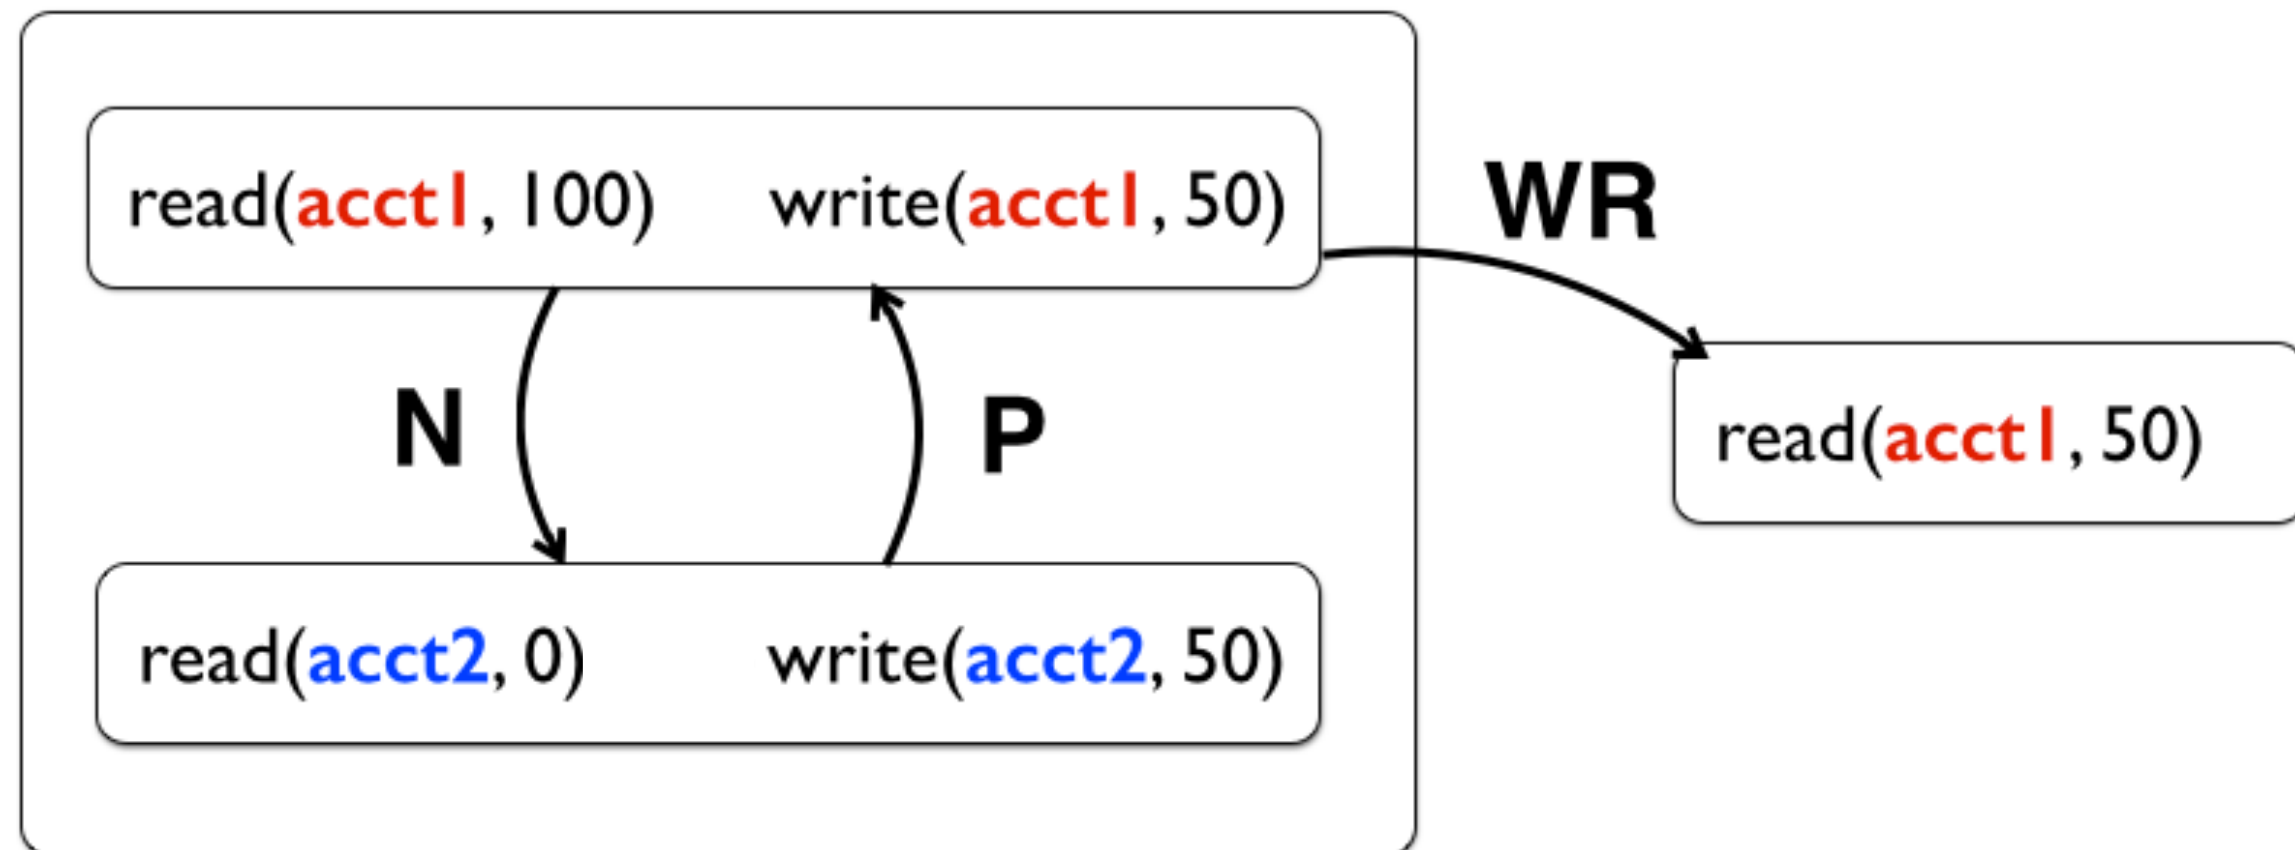 read(acct1, 100) write(acct1, 50)
WR
N
P
read(acct1, 50)
read(acct2, 0) write(acct2, 50)